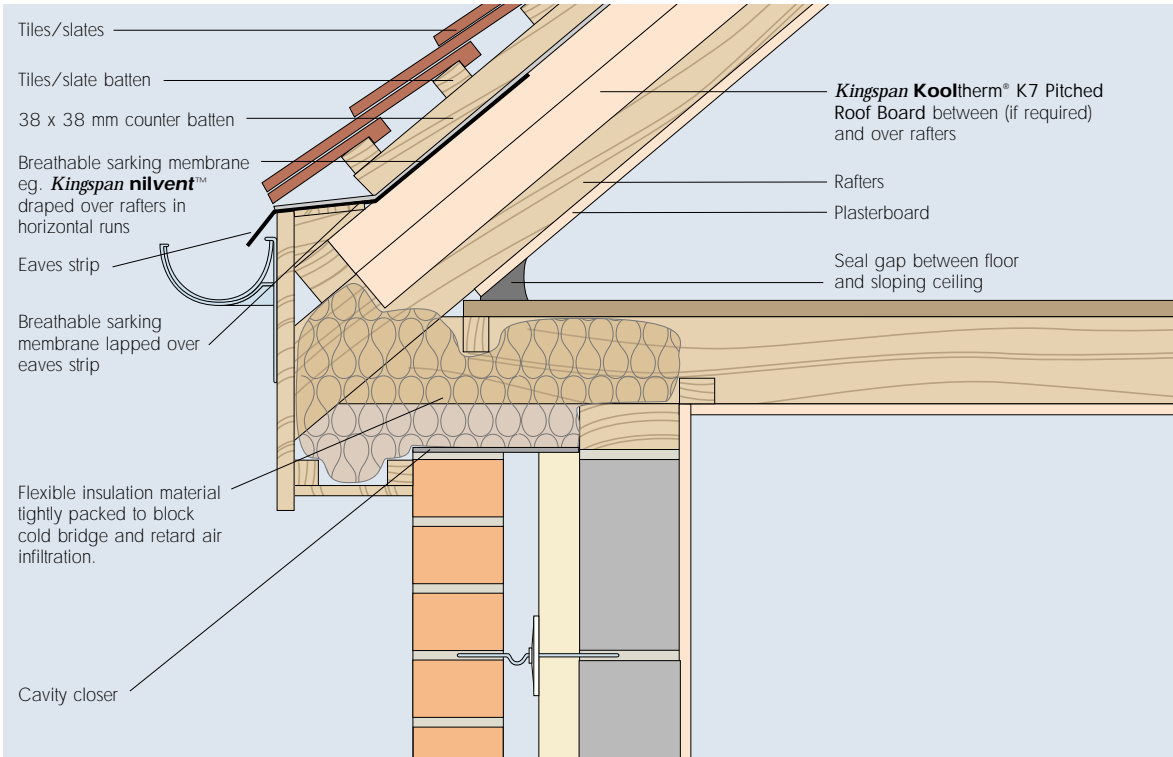 Tiles/slates
Tiles/slate batten
38 x 38 mm counter batten
Breathable sarking membrane
eg. Kingspan nilvent™
draped over rafters in
horizontal runs
Eaves strip
Breathable sarking
membrane lapped over
eaves strip
Flexible insulation material
tightly packed to block
cold bridge and retard air
infiltration.
Cavity closer
Kingspan Kooltherm® K7 Pitched
Roof Board between (if required)
and over rafters
Rafters
Plasterboard
Seal gap between floor
and sloping ceiling